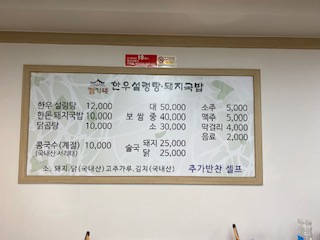 한우설렁탕·돼지국밥
한우 설렁탕 12,000
한돈 돼지국밥 10,000
닭곰탕 10,000
콩국수(계절) 10,000
(국내산 서리태)
대 50,000
보 쌈 중 40,000
소 30,000
술국 돼지 25,000
닭 25,000
소주 5,000
맥주 5,000
막걸리 4,000
음료 2,000
소, 돼지, 닭(국내산) 고추가루, 김치(국내산)
추가반찬 셀프